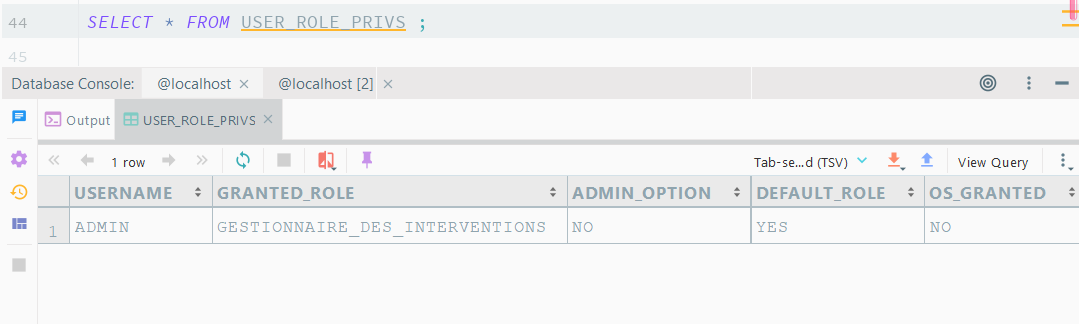 44 SELECT * FROM USER_ROLE_PRIVS ;
45
Database Console: @localhost @localhost [2]
Output USER_ROLE_PRIVS
1 row Tab-se...d (TSV) View Query
USERNAME GRANTED_ROLE ADMIN_OPTION DEFAULT_ROLE OS_GRANTED
1 ADMIN GESTIONNAIRE_DES_INTERVENTIONS NO YES NO